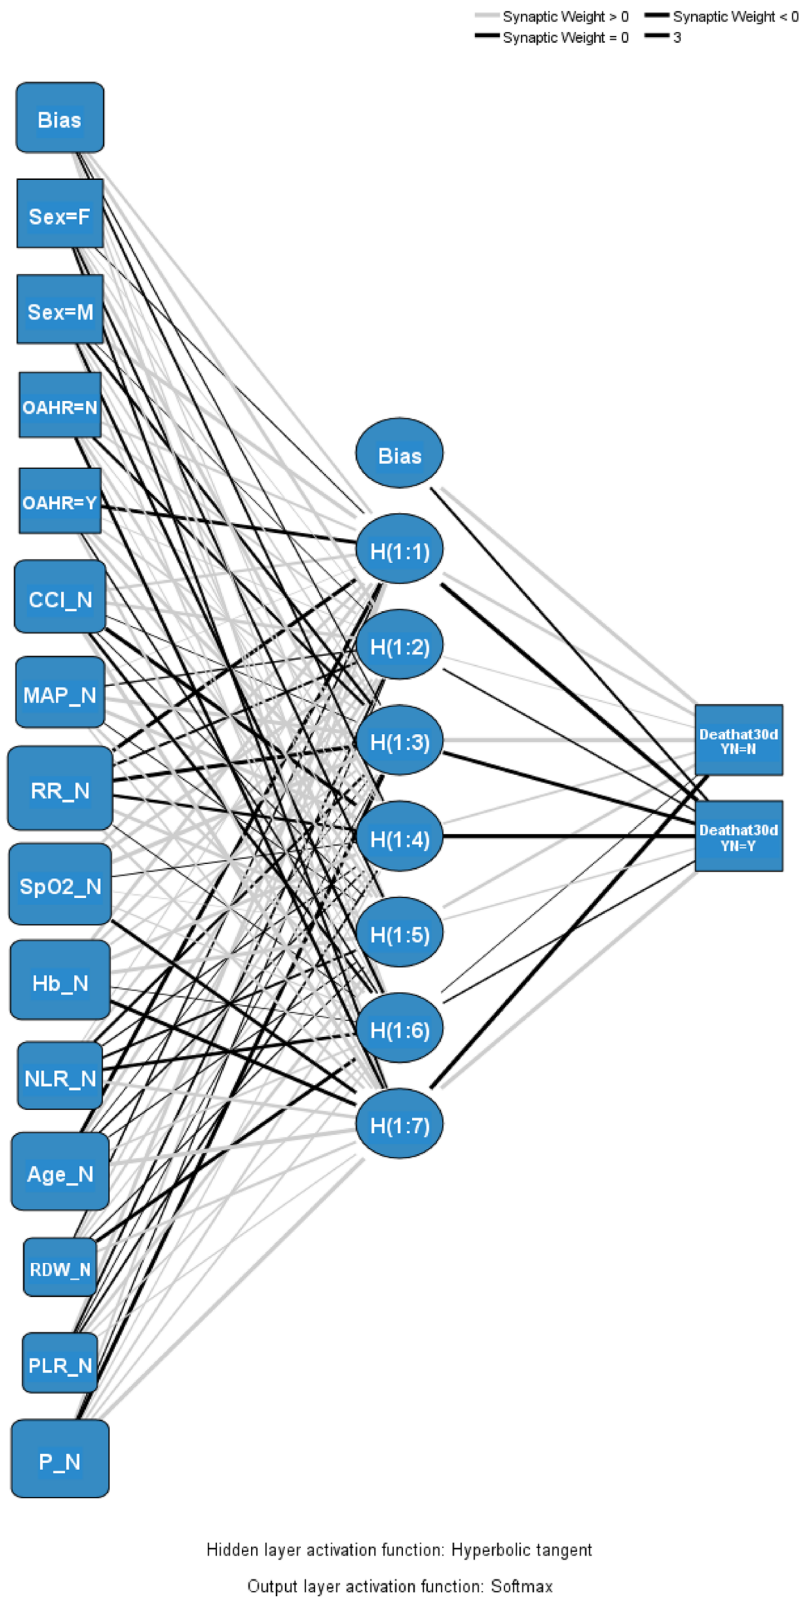 Synaptic Weight > 0
Synaptic Weight < 0
Synaptic Weight = 0
3
Bias
Sex=F
Sex=M
OAHR=N
OAHR=Y
CCI_N
MAP_N
RR_N
SpO2_N
Hb_N
NLR_N
Age_N
RDW_N
PLR_N
P_N
Bias
H(1:1)
H(1:2)
H(1:3)
H(1:4)
H(1:5)
H(1:6)
H(1:7)
Deathat30d
YN=N
Deathat30d
YN=Y
Hidden layer activation function: Hyperbolic tangent
Output layer activation function: Softmax